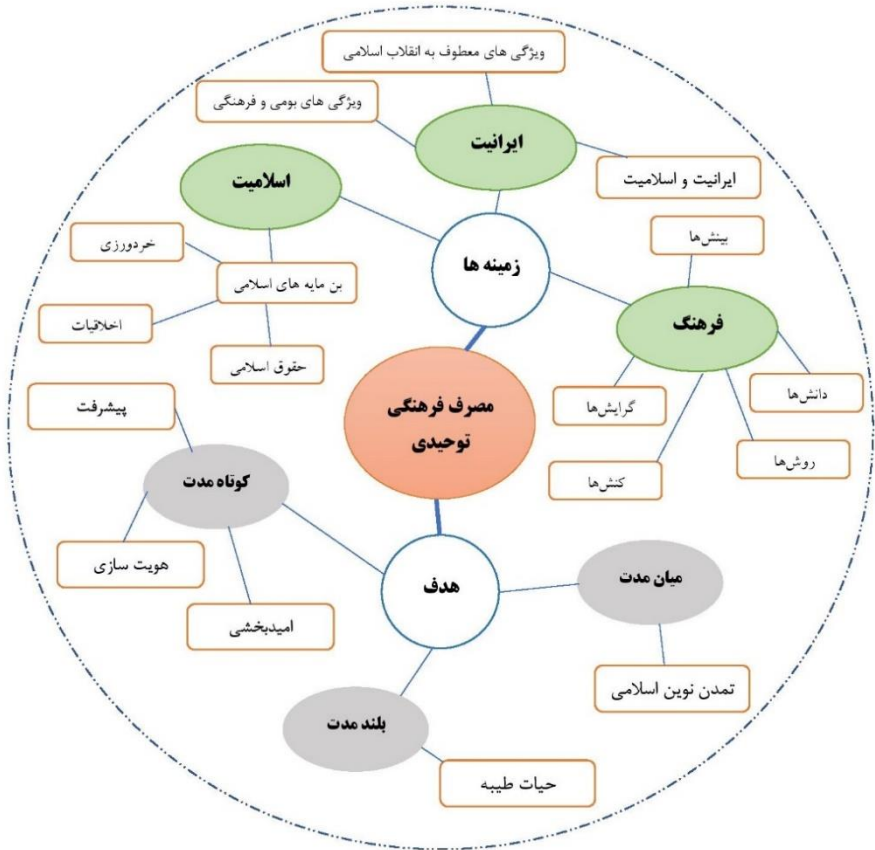 ویژگی های معطوف به انقلاب اسلامی
ویژگی های بومی و فرهنگی
ایرانیت
ایرانیت و اسلامیت
اسلامیت
خردورزی
بن مایه های اسلامی
اخلاقیات
حقوق اسلامی
زمینه ها
بینش‌ها
فرهنگ
دانش‌ها
گرایش‌ها
روش‌ها
کنش‌ها
مصرف فرهنگی
توحیدی
پیشرفت
کوتاه مدت
هویت سازی
امیدبخشی
هدف
میان مدت
تمدن نوین اسلامی
بلند مدت
حیات طیبه